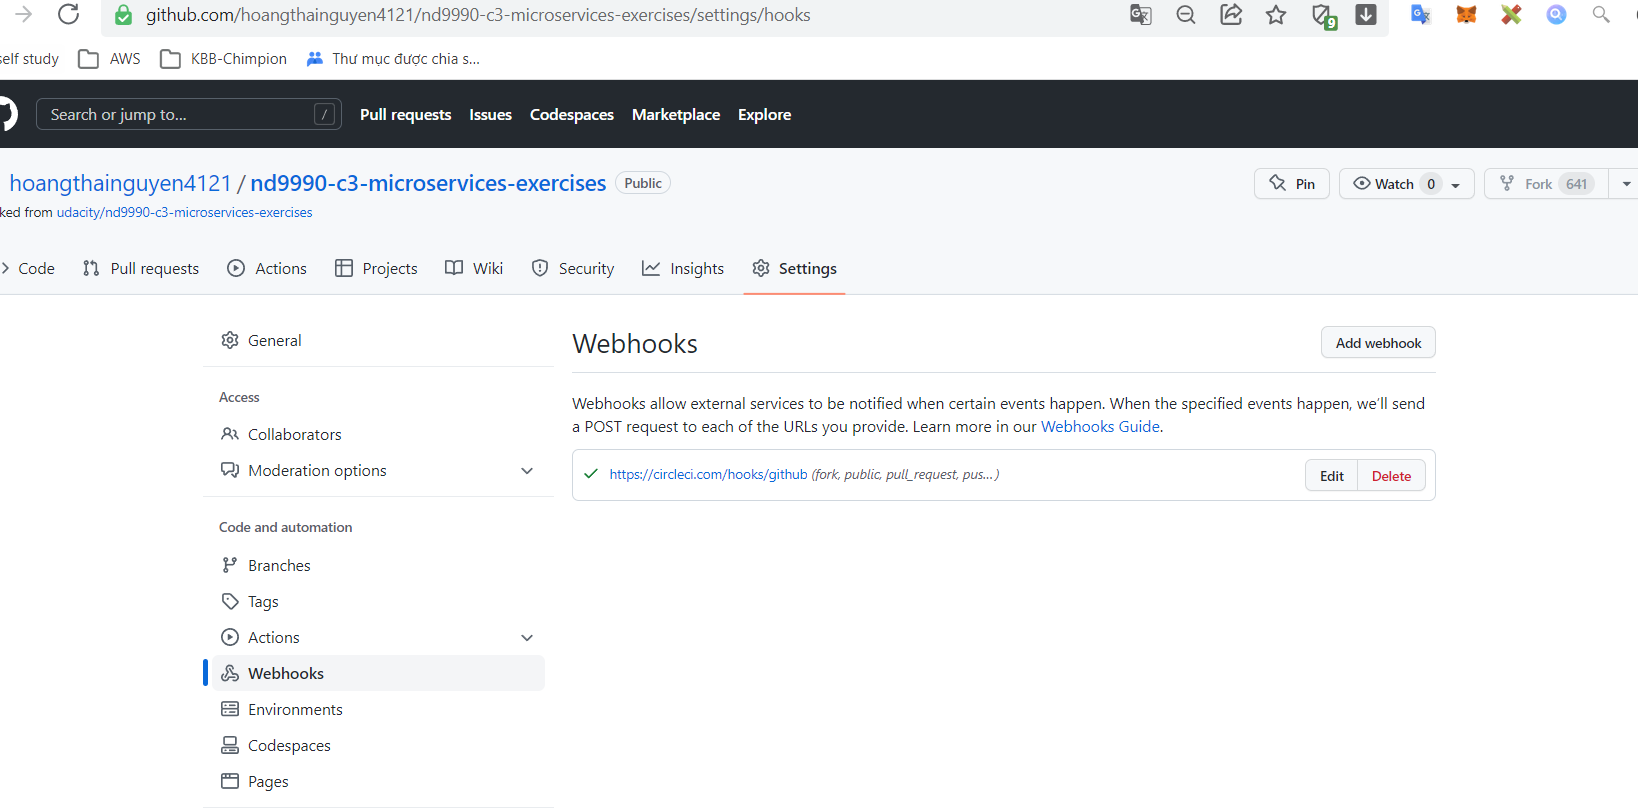 github.com/hoangthainguyen4121/nd9990-c3-microservices-exercises/settings/hooks
9
self study AWS KBB-Chimpion Thư mục được chia s...
Search or jump to... / Pull requests Issues Codespaces Marketplace Explore
hoangthainguyen4121 / nd9990-c3-microservices-exercises Public
Pin Watch 0 Fork 641
ked from udacity/nd9990-c3-microservices-exercises
Code Pull requests Actions Projects Wiki Security Insights Settings
General
Access
Collaborators
Moderation options
Code and automation
Branches
Tags
Actions
Webhooks
Environments
Codespaces
Pages
Webhooks
Add webhook
Webhooks allow external services to be notified when certain events happen. When the specified events happen, we'll send
a POST request to each of the URLs you provide. Learn more in our Webhooks Guide.
https://circleci.com/hooks/github (fork, public, pull_request, pus...)
Edit Delete